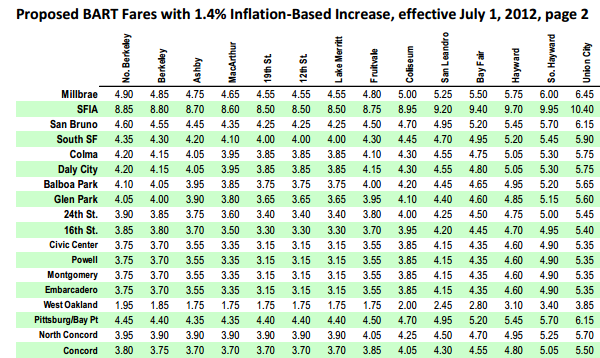 Proposed BART Fares with 1.4% Inflation-Based Increase, effective July 1, 2012, page 2
No. Berkeley Berkeley Ashby MacArthur 19th St. 12th St. Lake Merritt Fruitvale Coliseum San Leandro Bay Fair Hayward So. Hayward Union City
Millbrae 4.90 4.85 4.75 4.65 4.55 4.55 4.55 4.80 5.00 5.25 5.50 5.75 6.00 6.45
SFIA 8.85 8.80 8.70 8.60 8.50 8.50 8.50 8.75 8.95 9.20 9.40 9.70 9.95 10.40
San Bruno 4.60 4.55 4.45 4.35 4.25 4.25 4.25 4.50 4.70 4.95 5.20 5.45 5.70 6.15
South SF 4.35 4.30 4.20 4.10 4.00 4.00 4.00 4.30 4.45 4.70 4.95 5.20 5.45 5.90
Colma 4.20 4.15 4.05 3.95 3.85 3.85 3.85 4.10 4.30 4.55 4.75 5.05 5.30 5.75
Daly City 4.20 4.15 4.05 3.95 3.85 3.85 3.85 4.15 4.30 4.55 4.80 5.05 5.30 5.75
Balboa Park 4.10 4.05 3.95 3.85 3.75 3.75 3.75 4.00 4.20 4.45 4.65 4.95 5.20 5.65
Glen Park 4.05 4.00 3.90 3.80 3.65 3.65 3.65 3.95 4.10 4.40 4.60 4.85 5.15 5.60
24th St. 3.90 3.85 3.75 3.60 3.40 3.40 3.40 3.80 4.00 4.25 4.50 4.75 5.00 5.45
16th St. 3.85 3.80 3.70 3.50 3.30 3.30 3.30 3.70 3.95 4.20 4.45 4.70 4.95 5.40
Civic Center 3.75 3.70 3.55 3.35 3.15 3.15 3.15 3.55 3.85 4.15 4.35 4.60 4.90 5.35
Powell 3.75 3.70 3.55 3.35 3.15 3.15 3.15 3.55 3.85 4.15 4.35 4.60 4.90 5.35
Montgomery 3.75 3.70 3.55 3.35 3.15 3.15 3.15 3.55 3.85 4.15 4.35 4.60 4.90 5.35
Embarcadero 3.75 3.70 3.55 3.35 3.15 3.15 3.15 3.55 3.85 4.15 4.35 4.60 4.90 5.35
West Oakland 1.95 1.85 1.75 1.75 1.75 1.75 1.75 1.75 2.00 2.45 2.80 3.10 3.40 3.85
Pittsburg/Bay Pt 4.45 4.40 4.35 4.35 4.40 4.40 4.40 4.50 4.70 4.95 5.20 5.45 5.70 6.15
North Concord 3.95 3.90 3.90 3.90 3.90 3.90 3.90 4.05 4.25 4.50 4.70 4.95 5.25 5.70
Concord 3.80 3.75 3.70 3.70 3.70 3.70 3.70 3.85 4.05 4.30 4.55 4.80 5.05 5.50